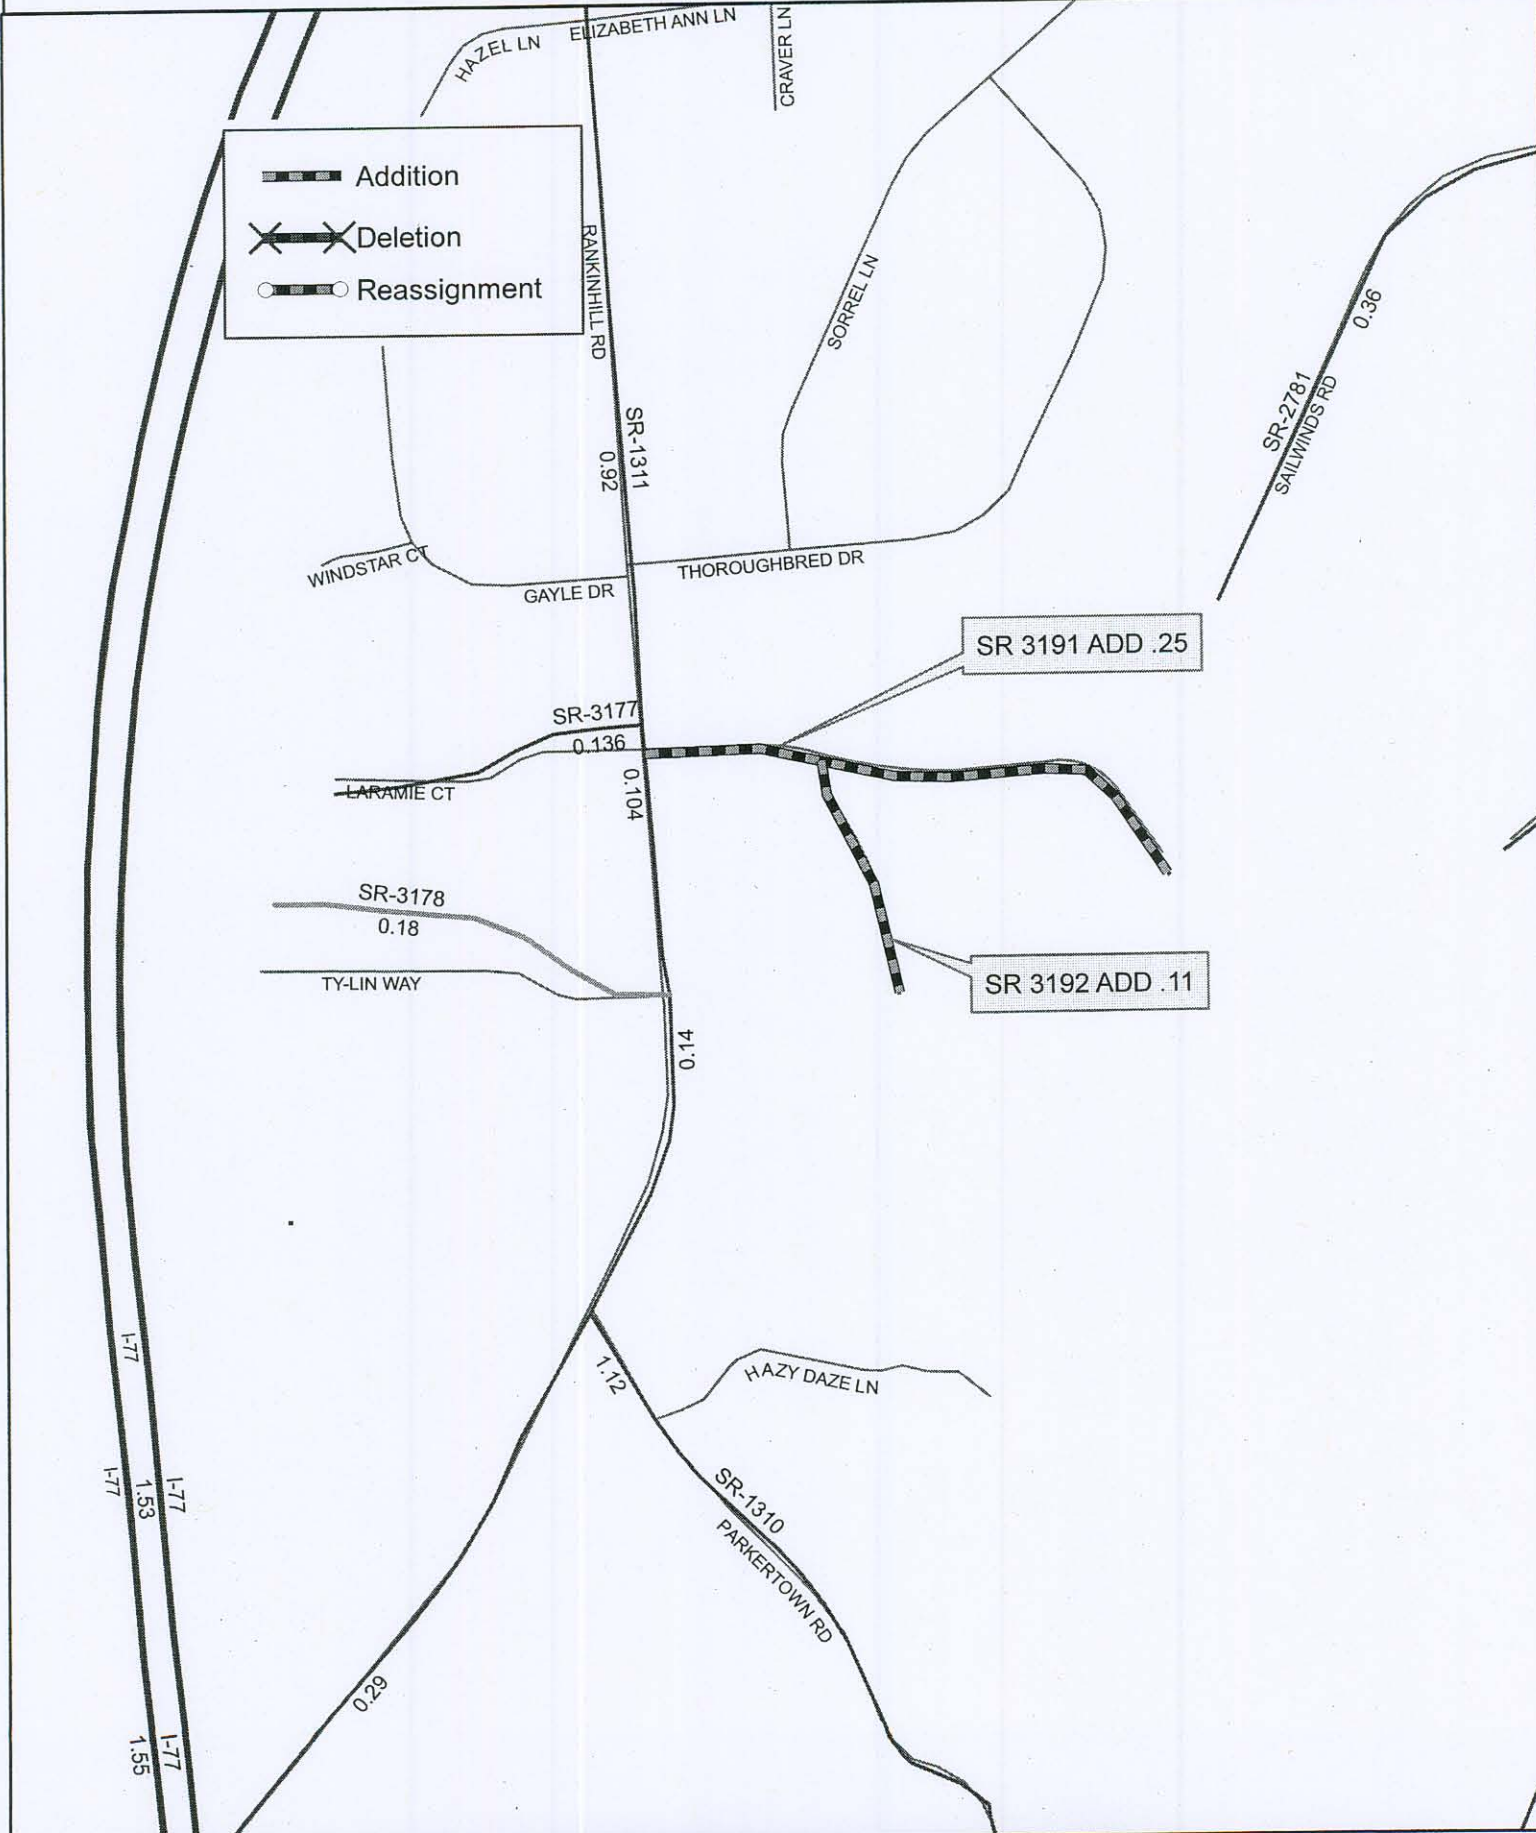 HAZEL LN
ELIZABETH ANN LN
CRAVER LN
Addition
Deletion
Reassignment
RANKINHILL RD
SORREL LN
0.36
SR-2781
SAILWINDS RD
SR-1311
0.92
WINDSTAR CT
GAYLE DR
THOROUGHBRED DR
SR 3191 ADD .25
SR-3177
0.136
LARAMIE CT
0.104
SR-3178
0.18
TY-LIN WAY
SR 3192 ADD .11
0.14
I-77
1.12
HAZY DAZE LN
I-77
1.53
I-77
SR-1310
PARKERTOWN RD
0.29
1.55
I-77